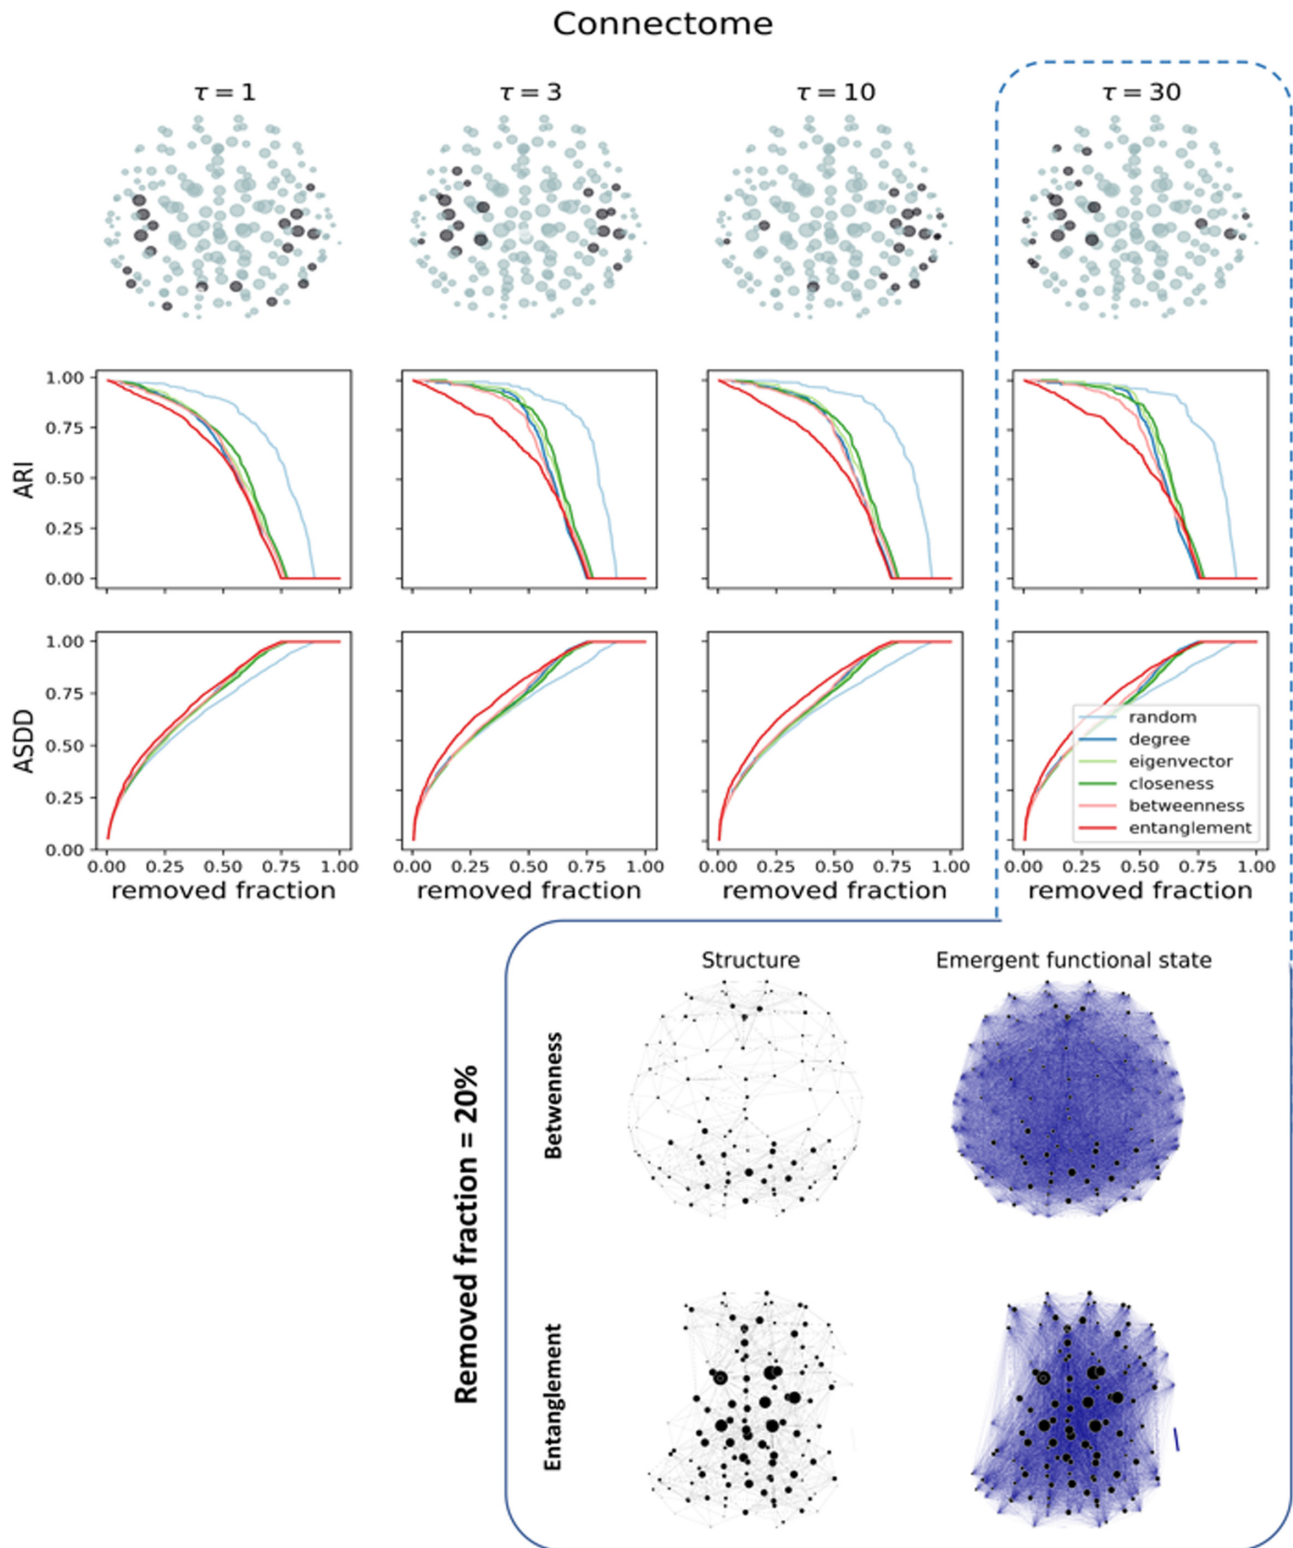 Connectome
τ = 1
τ = 3
τ = 10
τ = 30
ARI
1.00
0.75
0.50
0.25
0.00
ASDD
1.00
0.75
0.50
0.25
0.00
random
degree
eigenvector
closeness
betweenness
entanglement
0.00 0.25 0.50 0.75 1.00
0.00 0.25 0.50 0.75 1.00
0.00 0.25 0.50 0.75 1.00
0.00 0.25 0.50 0.75 1.00
removed fraction
removed fraction
removed fraction
removed fraction
Structure
Emergent functional state
Removed fraction = 20%
Betwenness
Entanglement